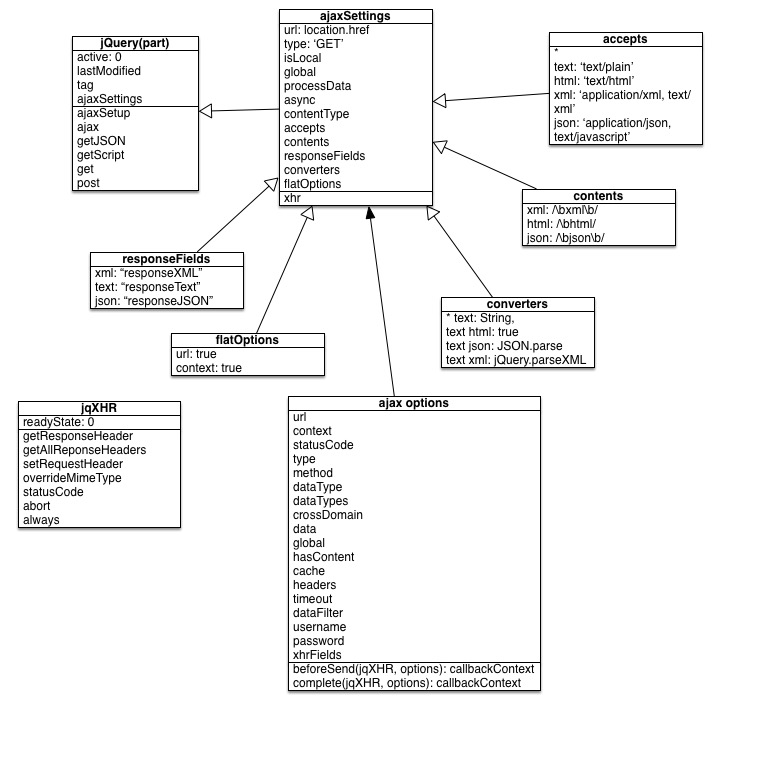 ajaxSettings
url: location.href
type: ‘GET’
isLocal
global
processData
async
contentType
accepts
contents
responseFields
converters
flatOptions
xhr
jQuery(part)
active: 0
lastModified
tag
ajaxSettings
ajaxSetup
ajax
getJSON
getScript
get
post
accepts
*
text: ‘text/plain’
html: ‘text/html’
xml: ‘application/xml, text/
xml’
json: ‘application/json,
text/javascript’
contents
xml: /\bxml\b/
html: /\bhtml/
json: /\bjson\b/
responseFields
xml: “responseXML”
text: “responseText”
json: “responseJSON”
converters
* text: String,
text html: true
text json: JSON.parse
text xml: jQuery.parseXML
flatOptions
url: true
context: true
jqXHR
readyState: 0
getResponseHeader
getAllReponseHeaders
setRequestHeader
overrideMimeType
statusCode
abort
always
ajax options
url
context
statusCode
type
method
dataType
dataTypes
crossDomain
data
global
hasContent
cache
headers
timeout
dataFilter
username
password
xhrFields
beforeSend(jqXHR, options): callbackContext
complete(jqXHR, options): callbackContext